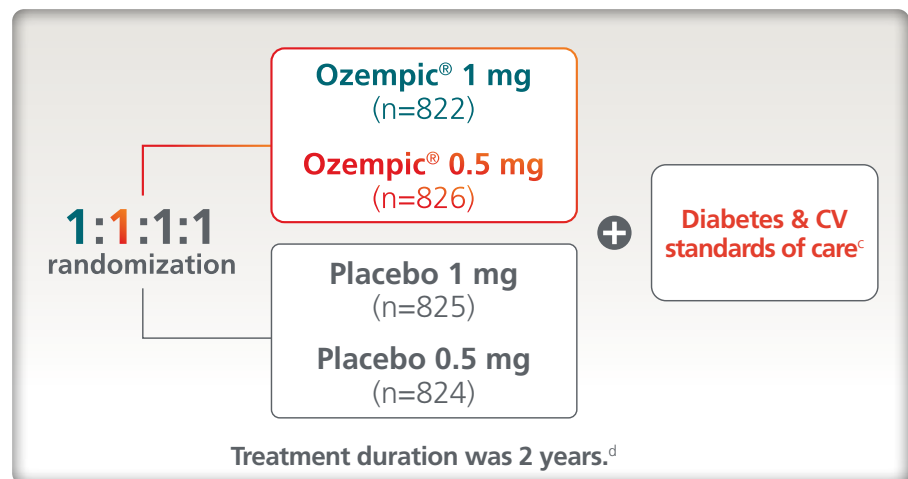 Ozempic® 1 mg
(n=822)
Ozempic® 0.5 mg
(n=826)
1:1:1:1
randomization
Placebo 1 mg
(n=825)
Placebo 0.5 mg
(n=824)
+
Diabetes & CV
standards of careᶜ
Treatment duration was 2 years.ᵈ